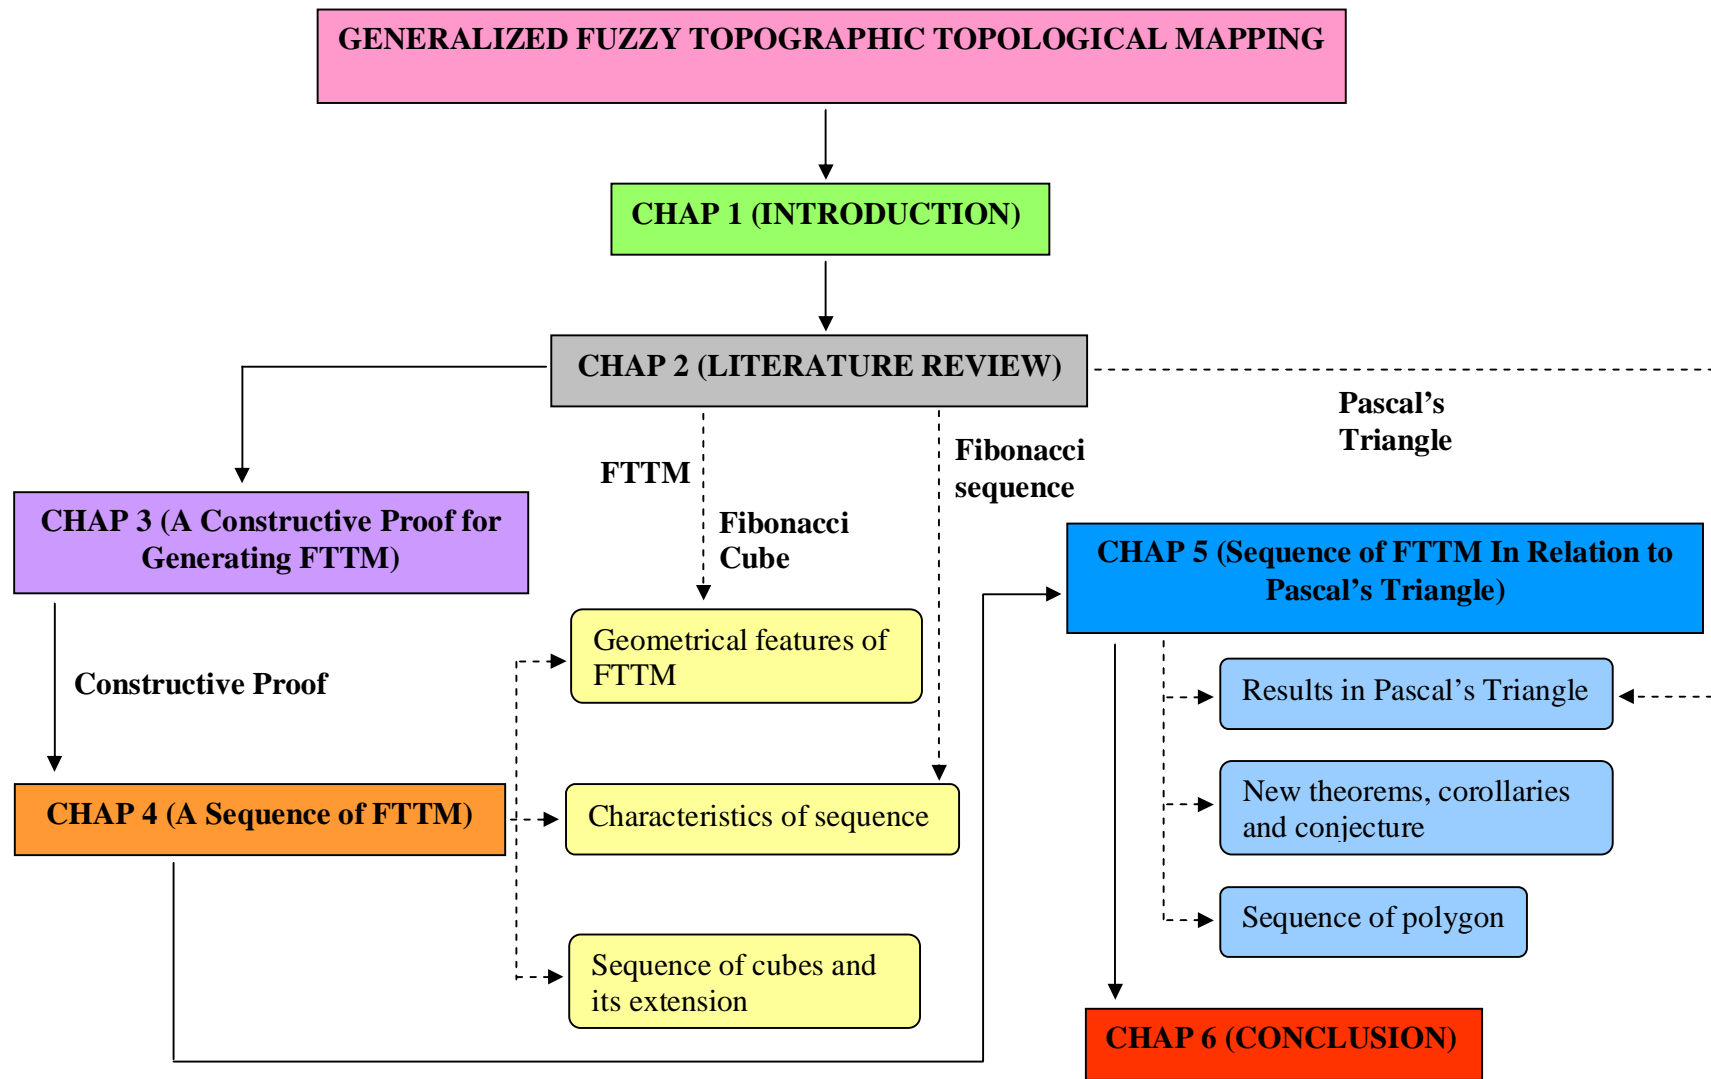 GENERALIZED FUZZY TOPOGRAPHIC TOPOLOGICAL MAPPING
CHAP 1 (INTRODUCTION)
CHAP 2 (LITERATURE REVIEW)
Pascal’s
Triangle
FTTM
Fibonacci
sequence
Fibonacci
Cube
CHAP 3 (A Constructive Proof for
Generating FTTM)
CHAP 5 (Sequence of FTTM In Relation to
Pascal’s Triangle)
Geometrical features of
FTTM
Constructive Proof
Results in Pascal’s Triangle
CHAP 4 (A Sequence of FTTM)
Characteristics of sequence
New theorems, corollaries
and conjecture
Sequence of polygon
Sequence of cubes and
its extension
CHAP 6 (CONCLUSION)